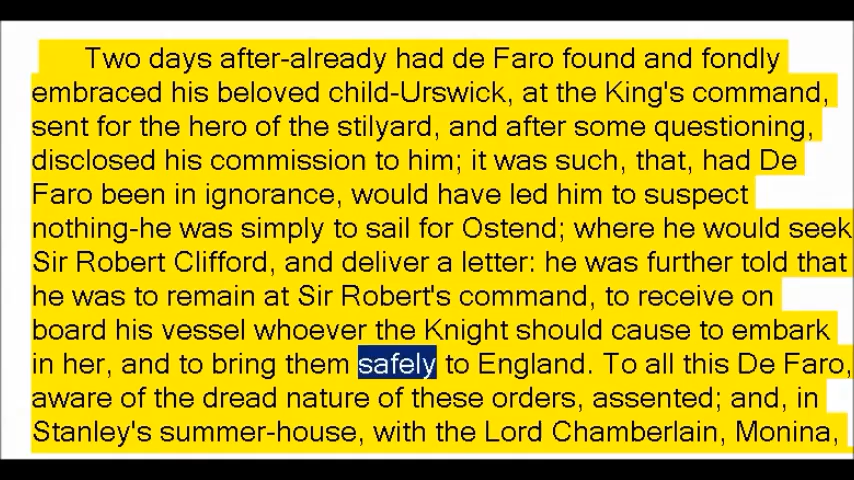 Two days after-already had de Faro found and fondly
embraced his beloved child-Urswick, at the King's command,
sent for the hero of the stilyard, and after some questioning,
disclosed his commission to him; it was such, that, had De
Faro been in ignorance, would have led him to suspect
nothing-he was simply to sail for Ostend; where he would seek
Sir Robert Clifford, and deliver a letter: he was further told that
he was to remain at Sir Robert's command, to receive on
board his vessel whoever the Knight should cause to embark
in her, and to bring them safely to England. To all this De Faro,
aware of the dread nature of these orders, assented; and, in
Stanley's summer-house, with the Lord Chamberlain, Monina,